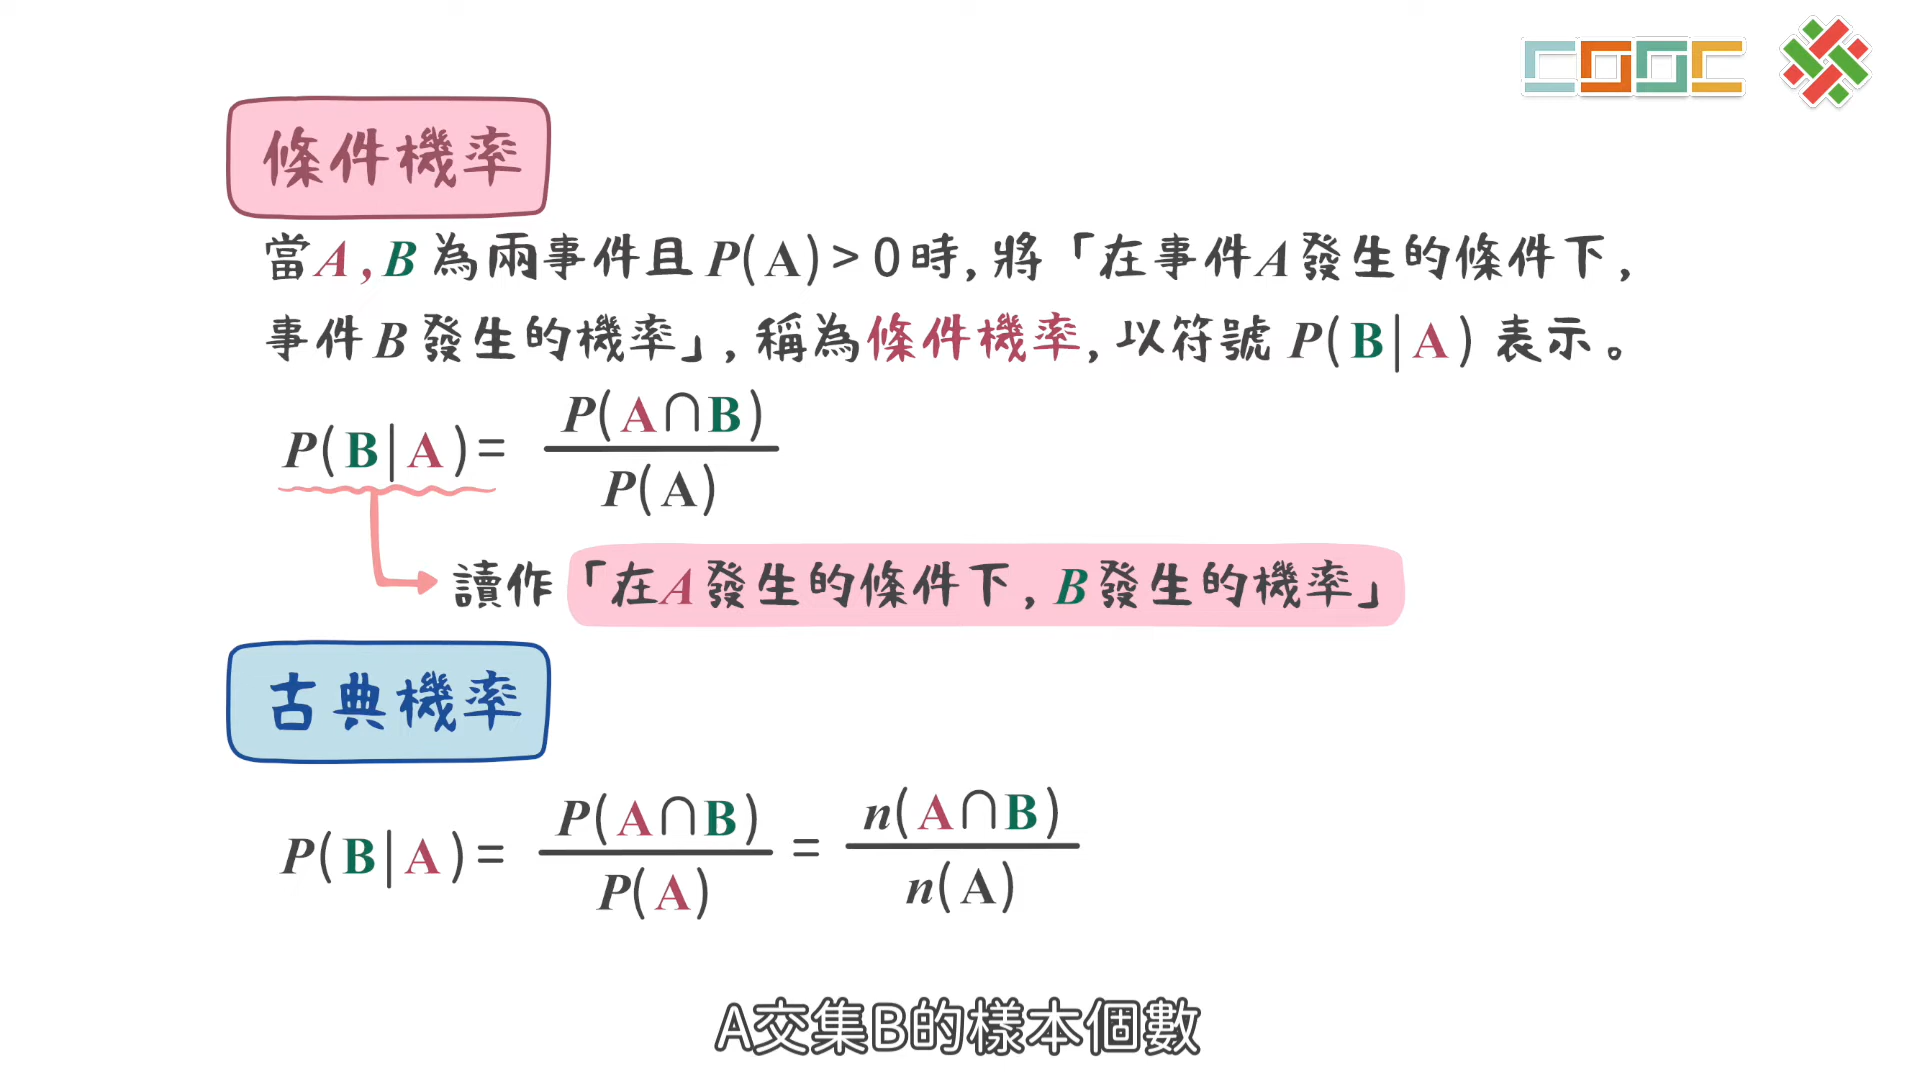 COOC
條件機率
當A,B為兩事件且P(A)>0時,將「在事件A發生的條件下,
事件B發生的機率」,稱為條件機率,以符號P(B|A)表示。
P(B|A)= P(A∩B) / P(A)
讀作「在A發生的條件下,B發生的機率」
古典機率
P(B|A)= P(A∩B) / P(A) = n(A∩B) / n(A)
A交集B的樣本個數